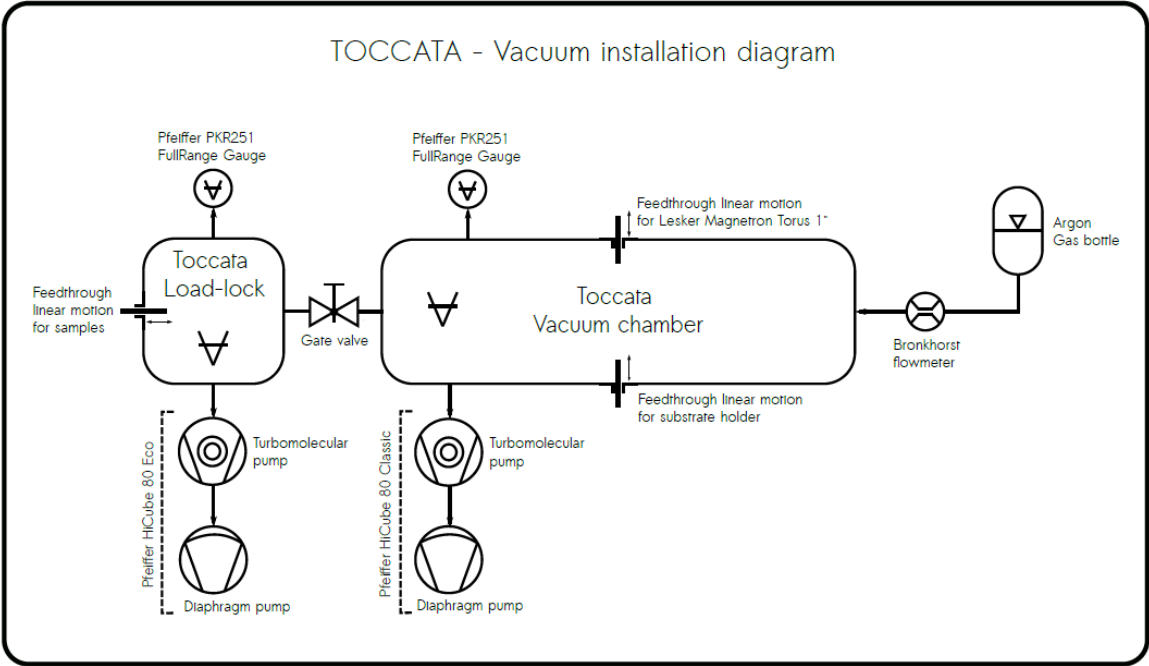 TOCCATA - Vacuum installation diagram
Pfeiffer PKR251
FullRange Gauge
Pfeiffer PKR251
FullRange Gauge
Feedthrough linear motion
for Lesker Magnetron Torus 1"
Argon
Gas bottle
Toccata
Load-lock
Feedthrough
linear motion
for samples
Gate valve
Toccata
Vacuum chamber
Bronkhorst
flowmeter
Feedthrough linear motion
for substrate holder
Pfeiffer HiCube 80 Eco
Turbomolecular
pump
Diaphragm pump
Pfeiffer HiCube 80 Classic
Turbomolecular
pump
Diaphragm pump